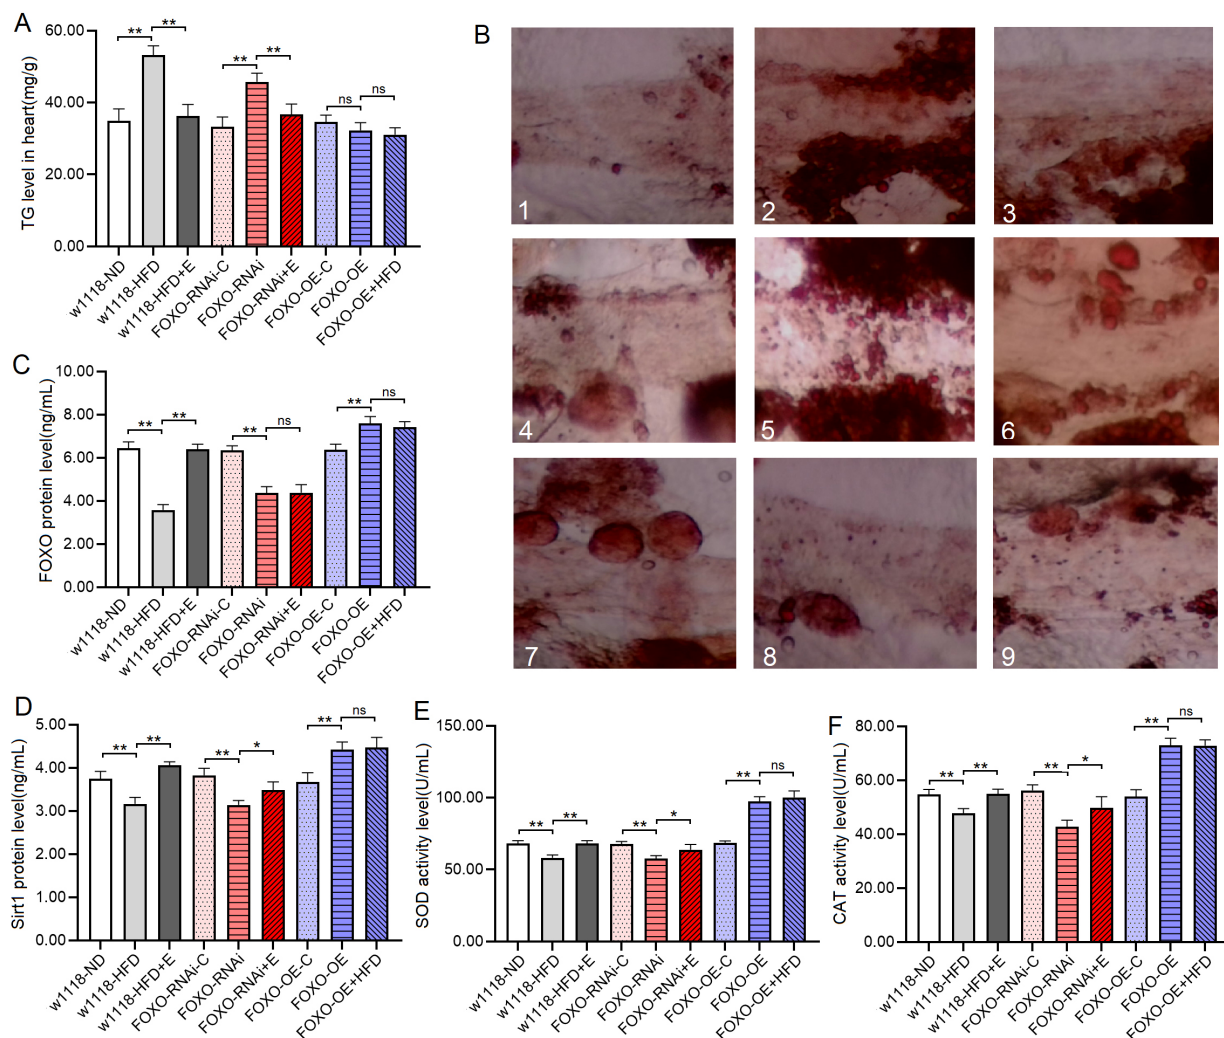 A
TG level in heart(mg/g)
60.00
40.00
20.00
0.00
** ** ** ** ns ns
w1118-ND
w1118-HFD
w1118-HFD+E
FOXO-RNAi-C
FOXO-RNAi
FOXO-RNAi+E
FOXO-OE-C
FOXO-OE
FOXO-OE+HFD
B
1
2
3
4
5
6
7
8
9
C
FOXO protein level(ng/mL)
10.00
8.00
6.00
4.00
2.00
0.00
** ** ** ns ** ns
w1118-ND
w1118-HFD
w1118-HFD+E
FOXO-RNAi-C
FOXO-RNAi
FOXO-RNAi+E
FOXO-OE-C
FOXO-OE
FOXO-OE+HFD
D
Sirt1 protein level(ng/mL)
5.00
4.00
3.00
2.00
1.00
0.00
** ** ** * ** ns
w1118-ND
w1118-HFD
w1118-HFD+E
FOXO-RNAi-C
FOXO-RNAi
FOXO-RNAi+E
FOXO-OE-C
FOXO-OE
FOXO-OE+HFD
E
SOD activity level(U/mL)
150.00
100.00
50.00
0.00
** ** ** * ** ns
w1118-ND
w1118-HFD
w1118-HFD+E
FOXO-RNAi-C
FOXO-RNAi
FOXO-RNAi+E
FOXO-OE-C
FOXO-OE
FOXO-OE+HFD
F
CAT activity level(U/mL)
80.00
60.00
40.00
20.00
0.00
** ** ** * ** ns
w1118-ND
w1118-HFD
w1118-HFD+E
FOXO-RNAi-C
FOXO-RNAi
FOXO-RNAi+E
FOXO-OE-C
FOXO-OE
FOXO-OE+HFD